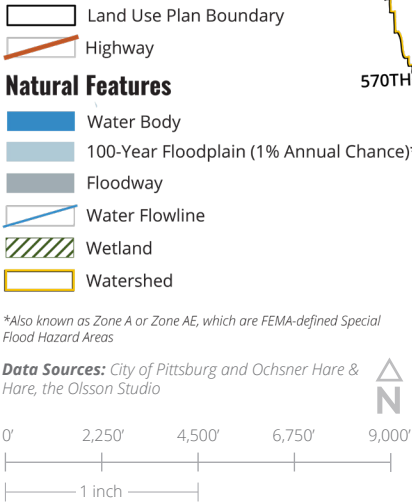 Land Use Plan Boundary
Highway
570TH
Natural Features
Water Body
100-Year Floodplain (1% Annual Chance)*
Floodway
Water Flowline
Wetland
Watershed
*Also known as Zone A or Zone AE, which are FEMA-defined Special
Flood Hazard Areas
Data Sources: City of Pittsburg and Ochsner Hare &
Hare, the Olsson Studio
N
0' 2,250' 4,500' 6,750' 9,000'
1 inch